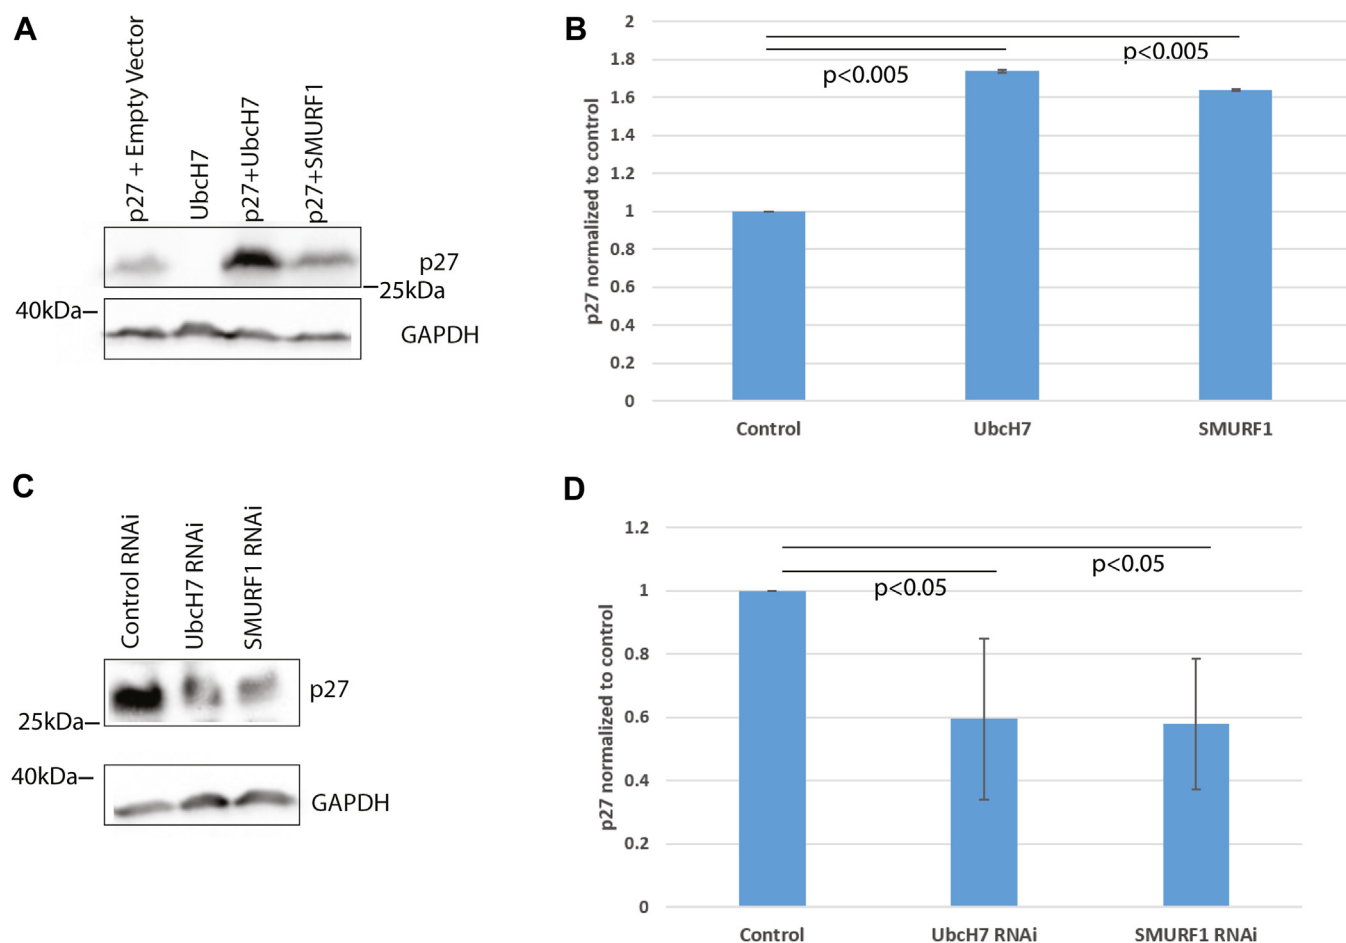 A
p27 + Empty Vector
UbcH7
p27+UbcH7
p27+SMURF1
p27
25kDa
40kDa
GAPDH
B
p27 normalized to control
2
1.8
1.6
1.4
1.2
1
0.8
0.6
0.4
0.2
0
p<0.005
p<0.005
Control
UbcH7
SMURF1
C
Control RNAi
UbcH7 RNAi
SMURF1 RNAi
p27
25kDa
40kDa
GAPDH
D
p27 normalized to control
1.2
1
0.8
0.6
0.4
0.2
0
p<0.05
p<0.05
Control
UbcH7 RNAi
SMURF1 RNAi